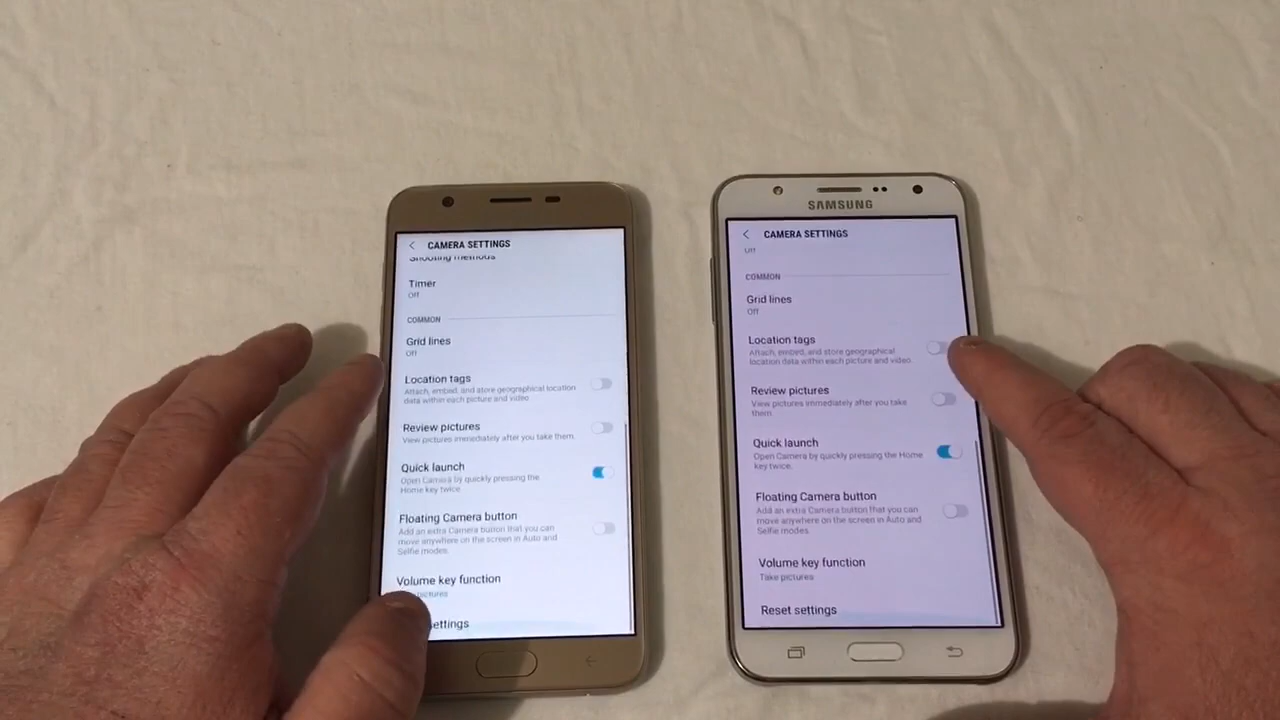 CAMERA SETTINGS
Shooting methods
Timer
Off
COMMON
Grid lines
Off
Location tags
Attach, embed, and store geographical location
data within each picture and video.
Review pictures
View pictures immediately after you take them.
Quick launch
Open Camera by quickly pressing the
Home key twice.
Floating Camera button
Add an extra Camera button that you can
move anywhere on the screen in Auto and
Selfie modes.
Volume key function
pictures
settings
SAMSUNG
CAMERA SETTINGS
Off
COMMON
Grid lines
Off
Location tags
Attach, embed, and store geographical
location data within each picture and video.
Review pictures
View pictures immediately after you take
them.
Quick launch
Open Camera by quickly pressing the Home
key twice.
Floating Camera button
Add an extra Camera button that you can
move anywhere on the screen in Auto and
Selfie modes.
Volume key function
Take pictures
Reset settings